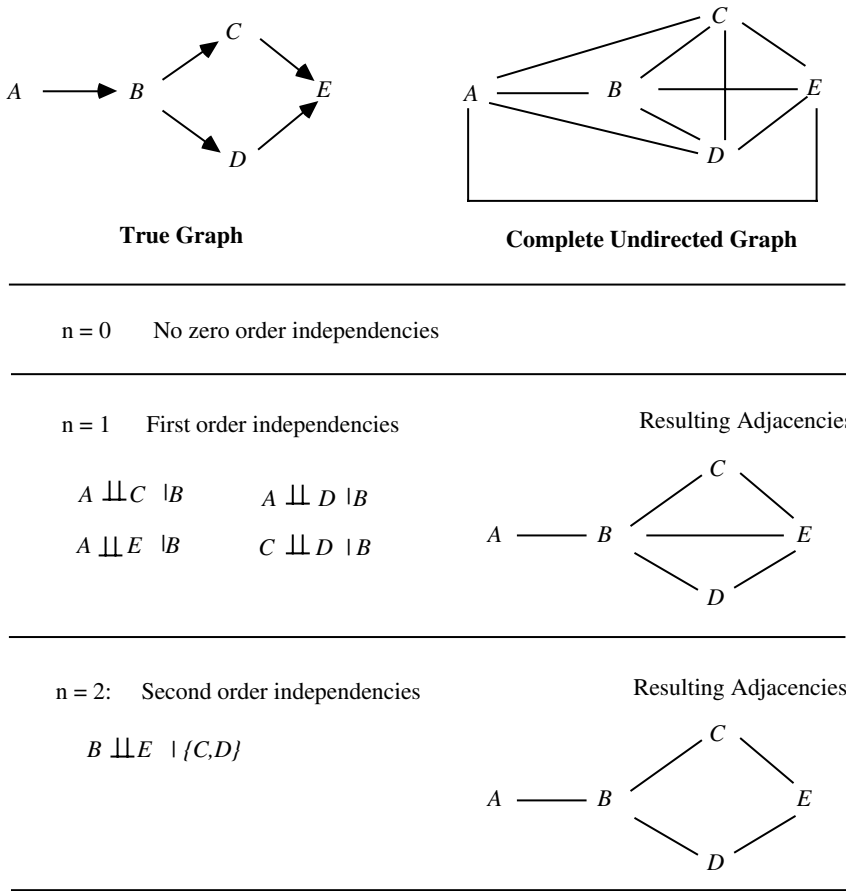 C
A B E
D
True Graph
C
A B E
D
Complete Undirected Graph
n = 0 No zero order independencies
n = 1 First order independencies
Resulting Adjacencies
A ⫫ C | B
A ⫫ D | B
A ⫫ E | B
C ⫫ D | B
C
A B E
D
n = 2: Second order independencies
Resulting Adjacencies
B ⫫ E | {C,D}
C
A B E
D